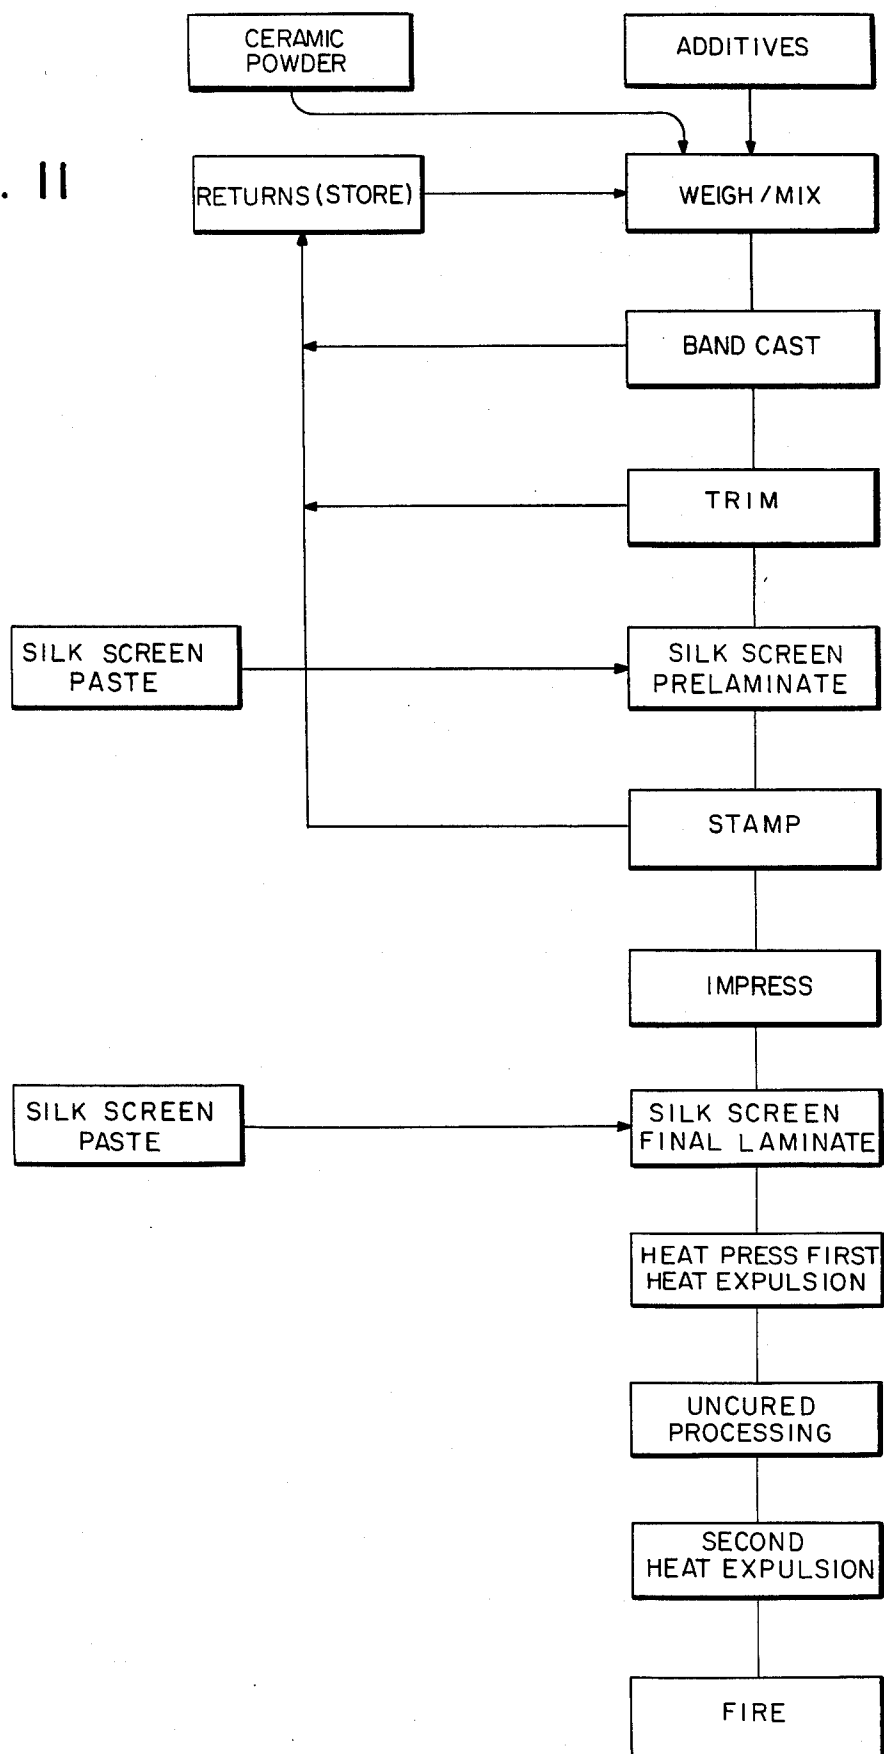 CERAMIC
POWDER
ADDITIVES
. 11
RETURNS (STORE)
WEIGH / MIX
BAND CAST
TRIM
SILK SCREEN
PASTE
SILK SCREEN
PRELAMINATE
STAMP
IMPRESS
SILK SCREEN
PASTE
SILK SCREEN
FINAL LAMINATE
HEAT PRESS FIRST
HEAT EXPULSION
UNCURED
PROCESSING
SECOND
HEAT EXPULSION
FIRE